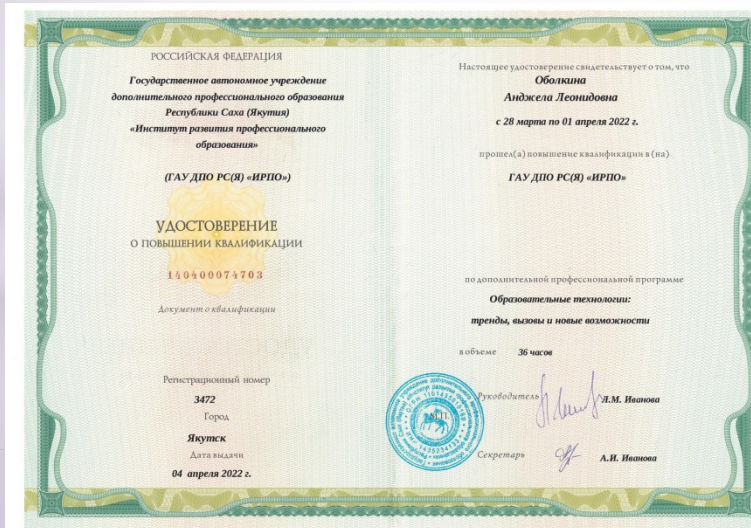 РОССИЙСКАЯ ФЕДЕРАЦИЯ
Государственное автономное учреждение
дополнительного профессионального образования
Республики Саха (Якутия)
«Институт развития профессионального
образования»
(ГАУ ДПО РС(Я) «ИРПО»)
УДОСТОВЕРЕНИЕ
О ПОВЫШЕНИИ КВАЛИФИКАЦИИ
140400074703
Документ о квалификации
Регистрационный номер
3472
Город
Якутск
Дата выдачи
04 апреля 2022 г.
Настоящее удостоверение свидетельствует о том, что
Оболкина
Анджела Леонидовна
с 28 марта по 01 апреля 2022 г.
прошел(а) повышение квалификации в (на)
ГАУ ДПО РС(Я) «ИРПО»
по дополнительной профессиональной программе
Образовательные технологии:
тренды, вызовы и новые возможности
в объеме 36 часов
Руководитель Л.М. Иванова
М.П.
Секретарь А.И. Иванова